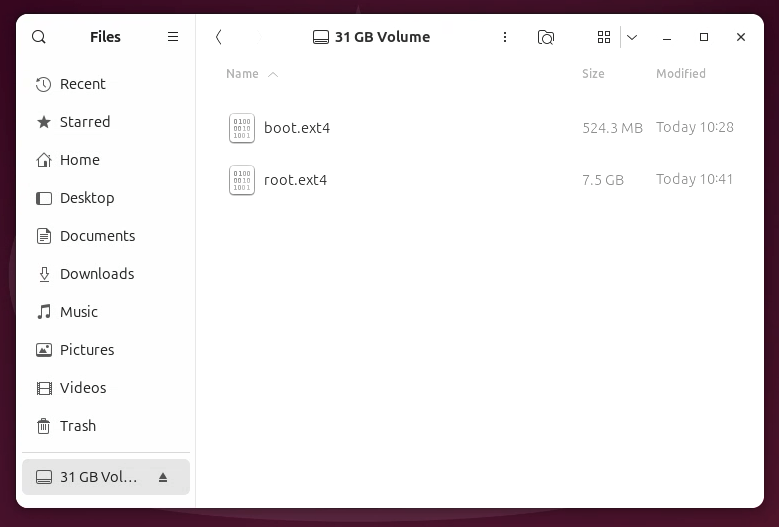 Files
31 GB Volume
Name
Size
Modified
Recent
Starred
Home
Desktop
Documents
Downloads
Music
Pictures
Videos
Trash
31 GB Vol…
boot.ext4
524.3 MB
Today 10:28
root.ext4
7.5 GB
Today 10:41